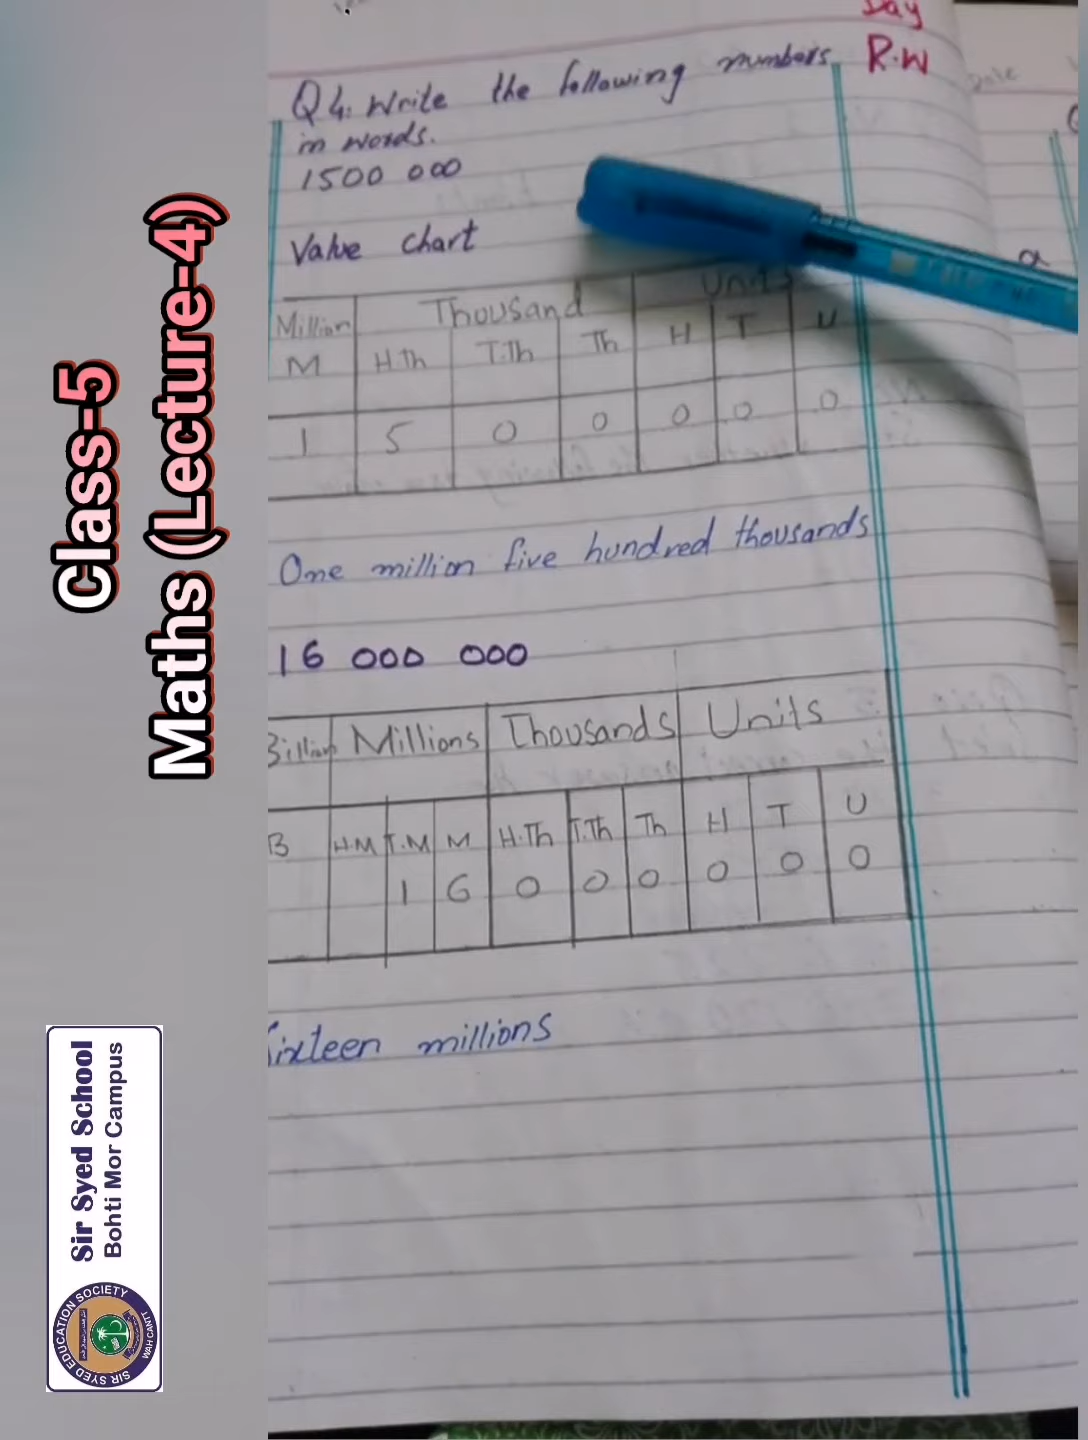 Day
R.W
Q4. Write the following numbers
in words.
1500 000
Value chart
Million Thousand Units
M H.Th T.Th Th H T U
1 5 0 0 0 0 0
One million five hundred thousands
16 000 000
Billion Millions Thousands Units
B H.M T.M M H.Th T.Th Th H T U
1 6 0 0 0 0 0 0
Sixteen millions
Class-5
Maths (Lecture-4)
Sir Syed School
Bohti Mor Campus
SIR SYED EDUCATION SOCIETY
WAH CANTT